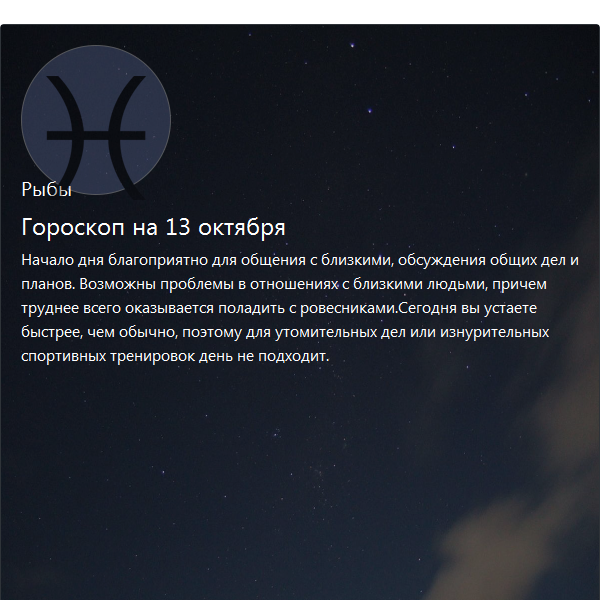 Рыбы
Гороскоп на 13 октября
Начало дня благоприятно для общения с близкими, обсуждения общих дел и
планов. Возможны проблемы в отношениях с близкими людьми, причем
труднее всего оказывается поладить с ровесниками.Сегодня вы устаете
быстрее, чем обычно, поэтому для утомительных дел или изнурительных
спортивных тренировок день не подходит.